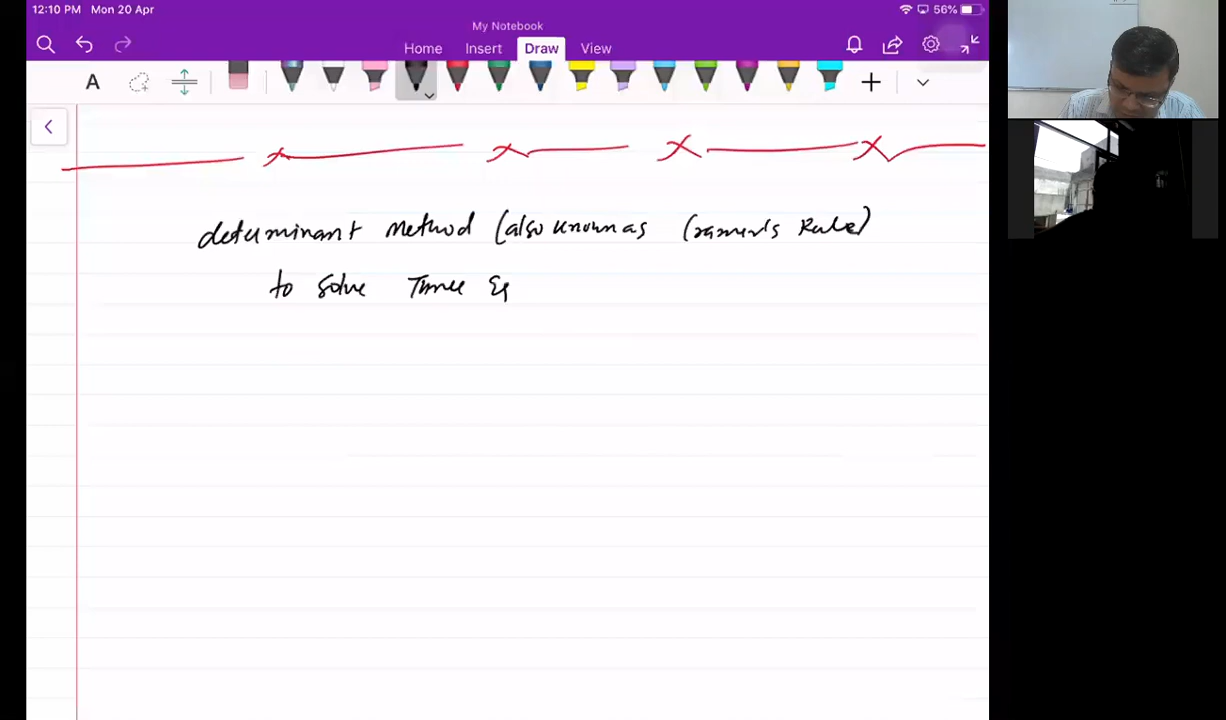 12:10 PM Mon 20 Apr
56%
My Notebook
Home Insert Draw View
A
determinant method (also known as Cramer's Rule)
to solve Three Eq